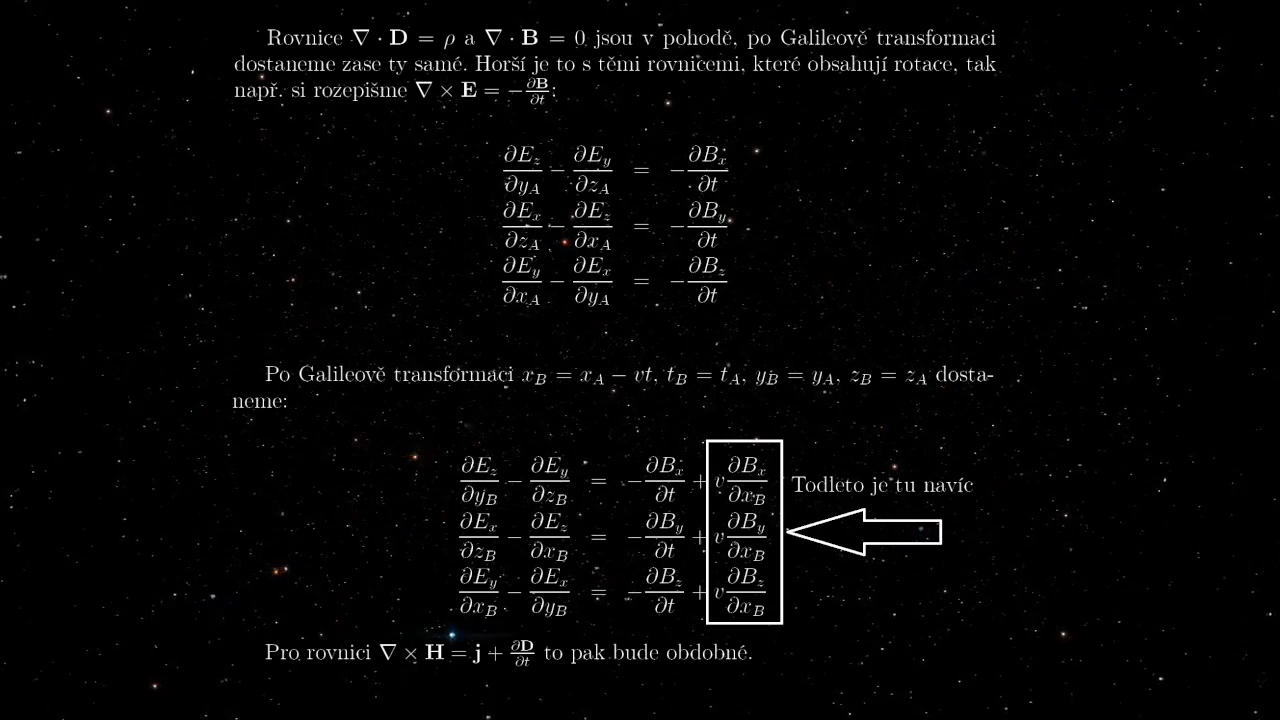 Rovnice ∇ · D = ρ a ∇ · B = 0 jsou v pohodě, po Galileově transformaci
dostaneme zase ty samé. Horší je to s těmi rovnicemi, které obsahují rotace, tak
např. si rozepišme ∇ × E = −∂B/∂t:
∂E_z/∂y_A − ∂E_y/∂z_A = −∂B_x/∂t
∂E_x/∂z_A − ∂E_z/∂x_A = −∂B_y/∂t
∂E_y/∂x_A − ∂E_x/∂y_A = −∂B_z/∂t
Po Galileově transformaci x_B = x_A − vt, t_B = t_A, y_B = y_A, z_B = z_A dosta-
neme:
∂E_z/∂y_B − ∂E_y/∂z_B = −∂B_x/∂t + v ∂B_x/∂x_B
Todleto je tu navíc
∂E_x/∂z_B − ∂E_z/∂x_B = −∂B_y/∂t + v ∂B_y/∂x_B
∂E_y/∂x_B − ∂E_x/∂y_B = −∂B_z/∂t + v ∂B_z/∂x_B
Pro rovnici ∇ × H = j + ∂D/∂t to pak bude obdobné.